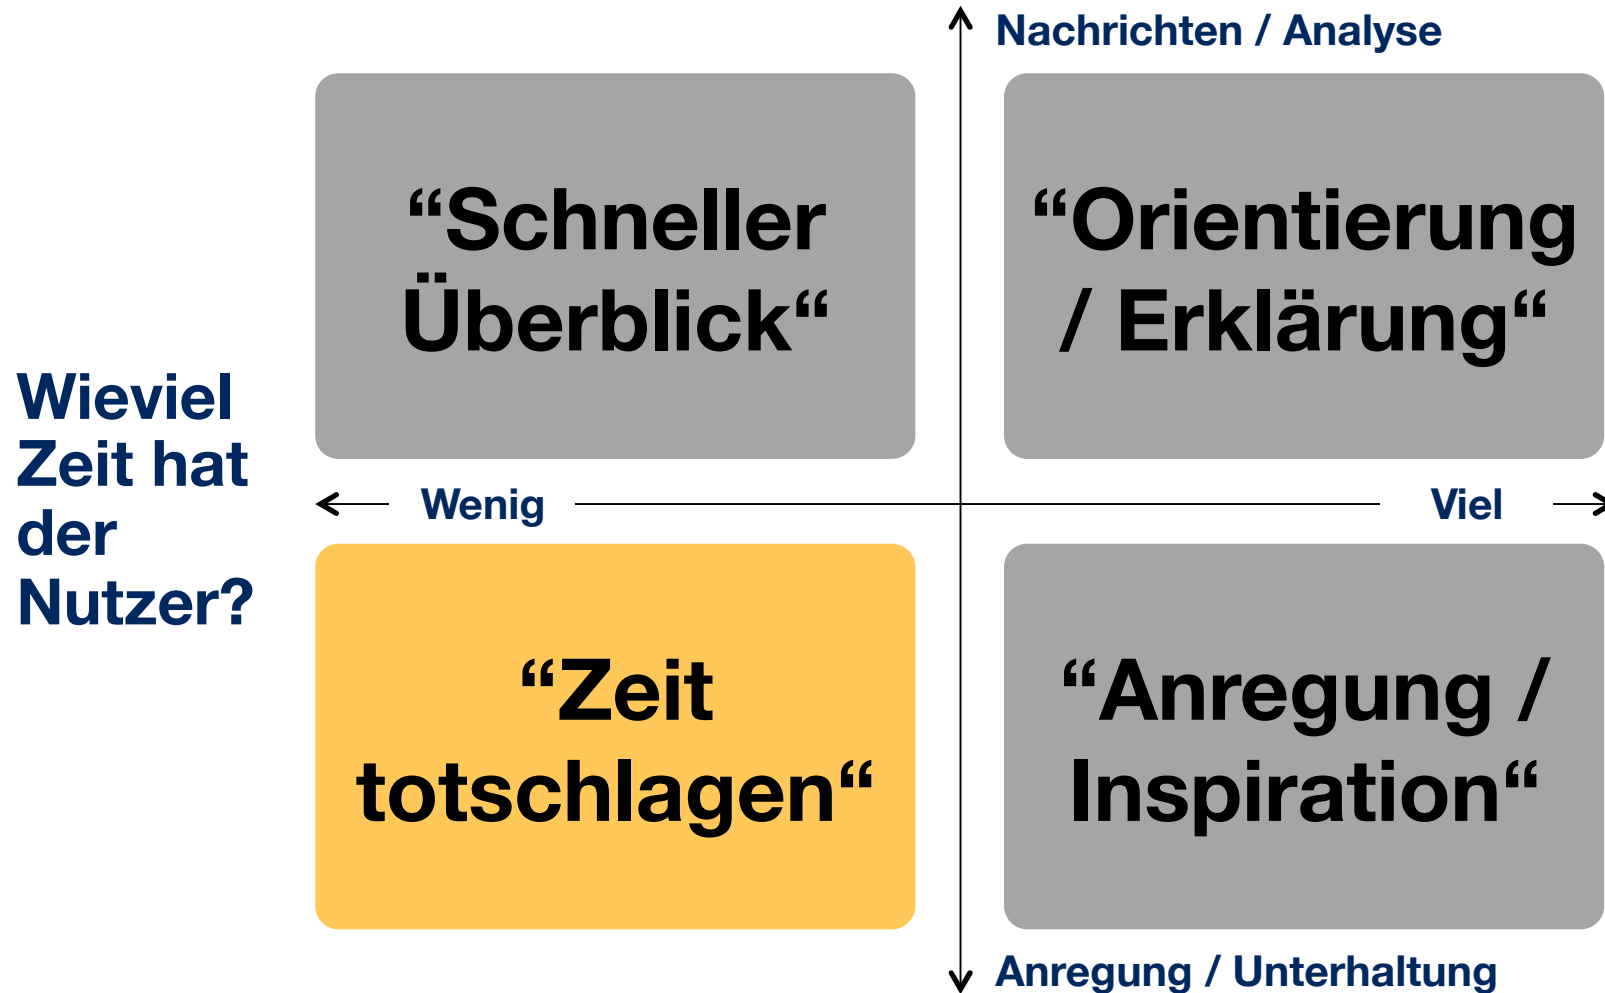 Nachrichten / Analyse
“Schneller
Überblick“
“Orientierung
/ Erklärung“
Wieviel
Zeit hat
der
Nutzer?
Wenig
Viel
“Zeit
totschlagen“
“Anregung /
Inspiration“
Anregung / Unterhaltung